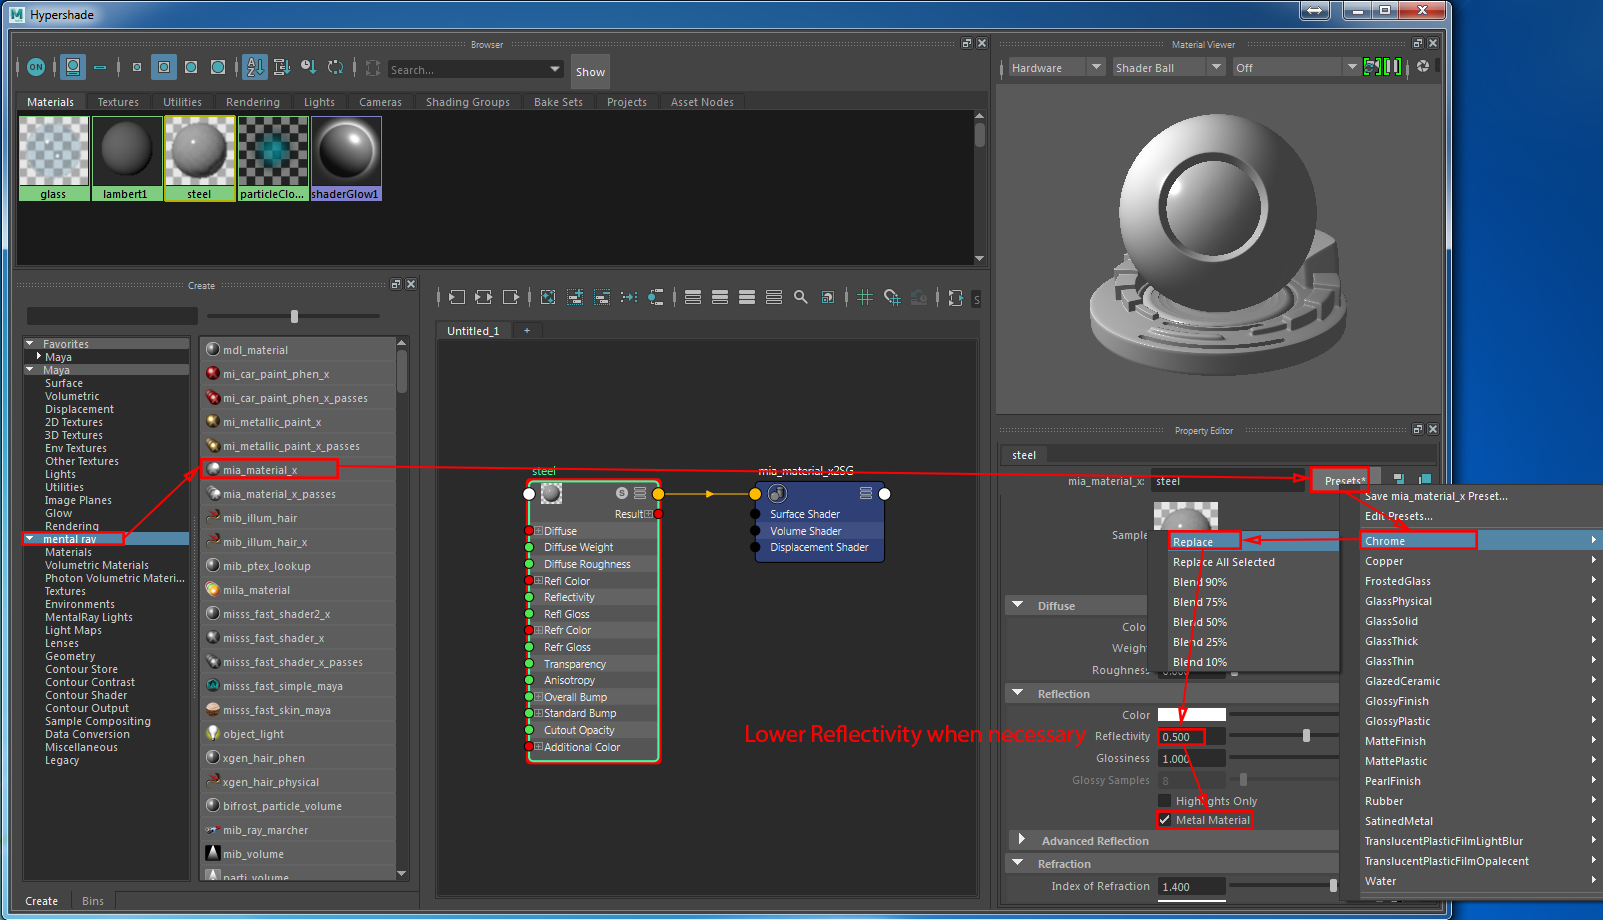 Hypershade
Browser
ON
Search...
Show
Materials Textures Utilities Rendering Lights Cameras Shading Groups Bake Sets Projects Asset Nodes
glass lambert1 steel particleClo... shaderGlow1
Material Viewer
Hardware Shader Ball Off
Create
Favorites
Maya
Maya
Surface
Volumetric
Displacement
2D Textures
3D Textures
Env Textures
Other Textures
Lights
Utilities
Image Planes
Glow
Rendering
mental ray
Materials
Volumetric Materials
Photon Volumetric Materi...
Textures
Environments
MentalRay Lights
Light Maps
Lenses
Geometry
Contour Store
Contour Contrast
Contour Shader
Contour Output
Sample Compositing
Data Conversion
Miscellaneous
Legacy
mdl_material
mi_car_paint_phen_x
mi_car_paint_phen_x_passes
mi_metallic_paint_x
mi_metallic_paint_x_passes
mia_material_x
mia_material_x_passes
mib_illum_hair
mib_illum_hair_x
mib_ptex_lookup
mila_material
misss_fast_shader2_x
misss_fast_shader_x
misss_fast_shader_x_passes
misss_fast_simple_maya
misss_fast_skin_maya
object_light
xgen_hair_phen
xgen_hair_physical
bifrost_particle_volume
mib_ray_marcher
mib_volume
parti_volume
Create Bins
Untitled_1 +
steel
S
Result
Diffuse
Diffuse Weight
Diffuse Roughness
Refl Color
Reflectivity
Refl Gloss
Refr Color
Refr Gloss
Transparency
Anisotropy
Overall Bump
Standard Bump
Cutout Opacity
Additional Color
mia_material_x2SG
Surface Shader
Volume Shader
Displacement Shader
Lower Reflectivity when necessary
Property Editor
steel
mia_material_x: steel Presets*
Sample
Diffuse
Colo
Weigh
Roughness 0.000
Reflection
Color
Reflectivity 0.500
Glossiness 1.000
Glossy Samples 8
Highlights Only
Metal Material
Advanced Reflection
Refraction
Index of Refraction 1.400
Replace
Replace All Selected
Blend 90%
Blend 75%
Blend 50%
Blend 25%
Blend 10%
Save mia_material_x Preset...
Edit Presets...
Chrome
Copper
FrostedGlass
GlassPhysical
GlassSolid
GlassThick
GlassThin
GlazedCeramic
GlossyFinish
GlossyPlastic
MatteFinish
MattePlastic
PearlFinish
Rubber
SatinedMetal
TranslucentPlasticFilmLightBlur
TranslucentPlasticFilmOpalescent
Water